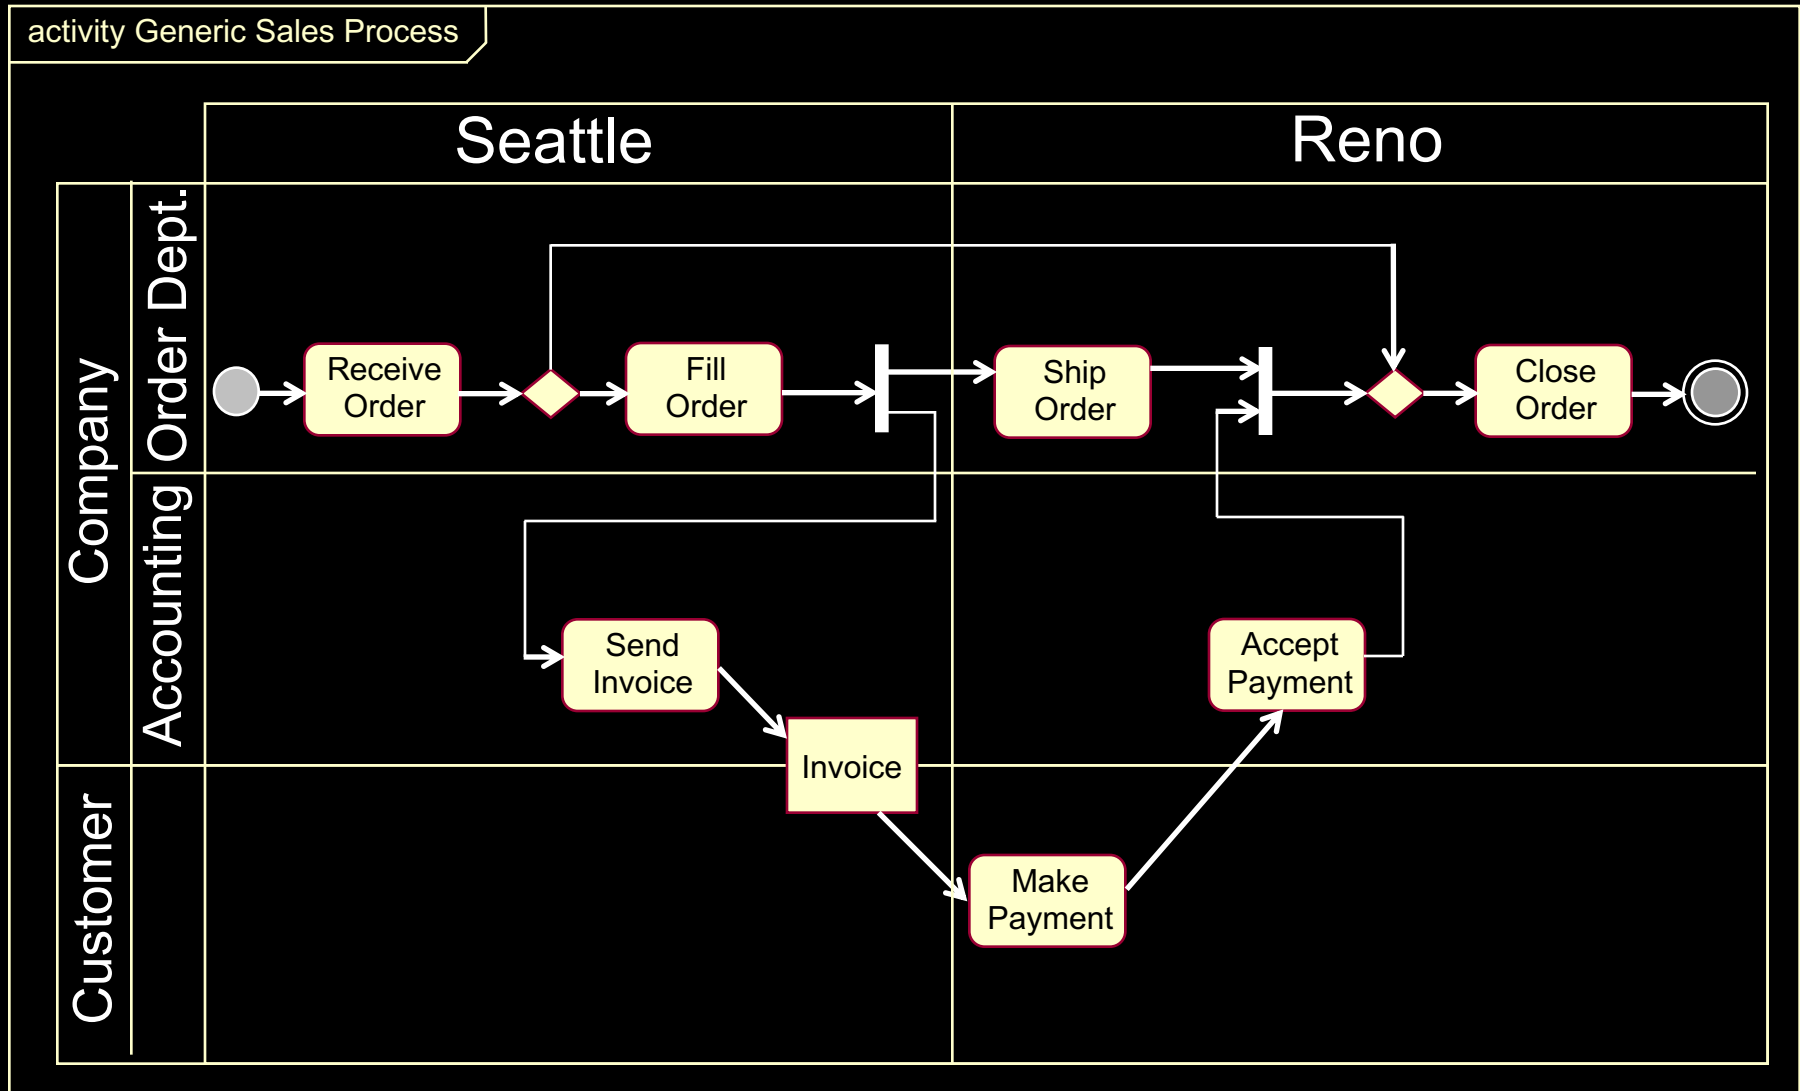 activity Generic Sales Process
Seattle
Reno
Company
Order Dept.
Receive
Order
Fill
Order
Ship
Order
Close
Order
Accounting
Send
Invoice
Accept
Payment
Invoice
Customer
Make
Payment